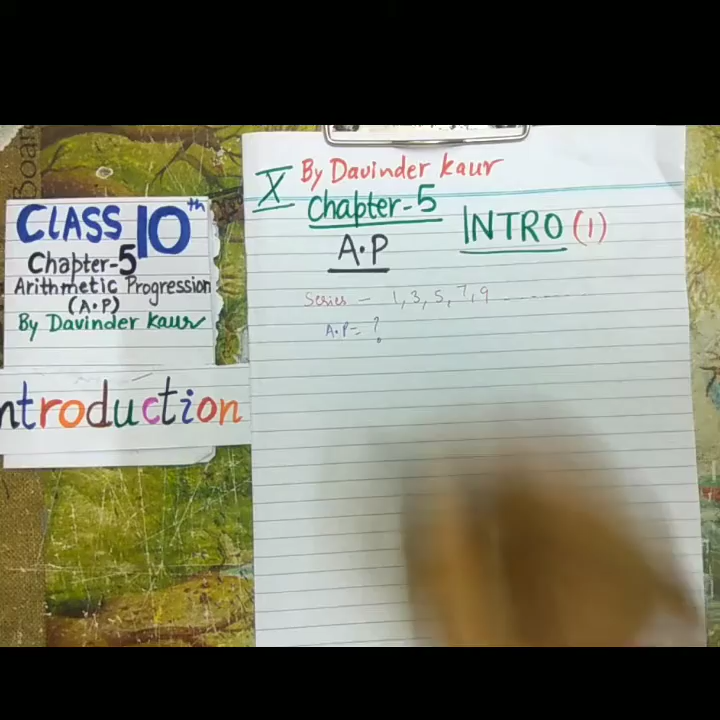 Board
CLASS 10th
Chapter-5
Arithmetic Progression
(A.P)
By Davinder Kaur
ntroduction
X By Davinder Kaur
Chapter-5
A.P
INTRO (1)
Series - 1, 3, 5, 7, 9 ----------
A.P = ?